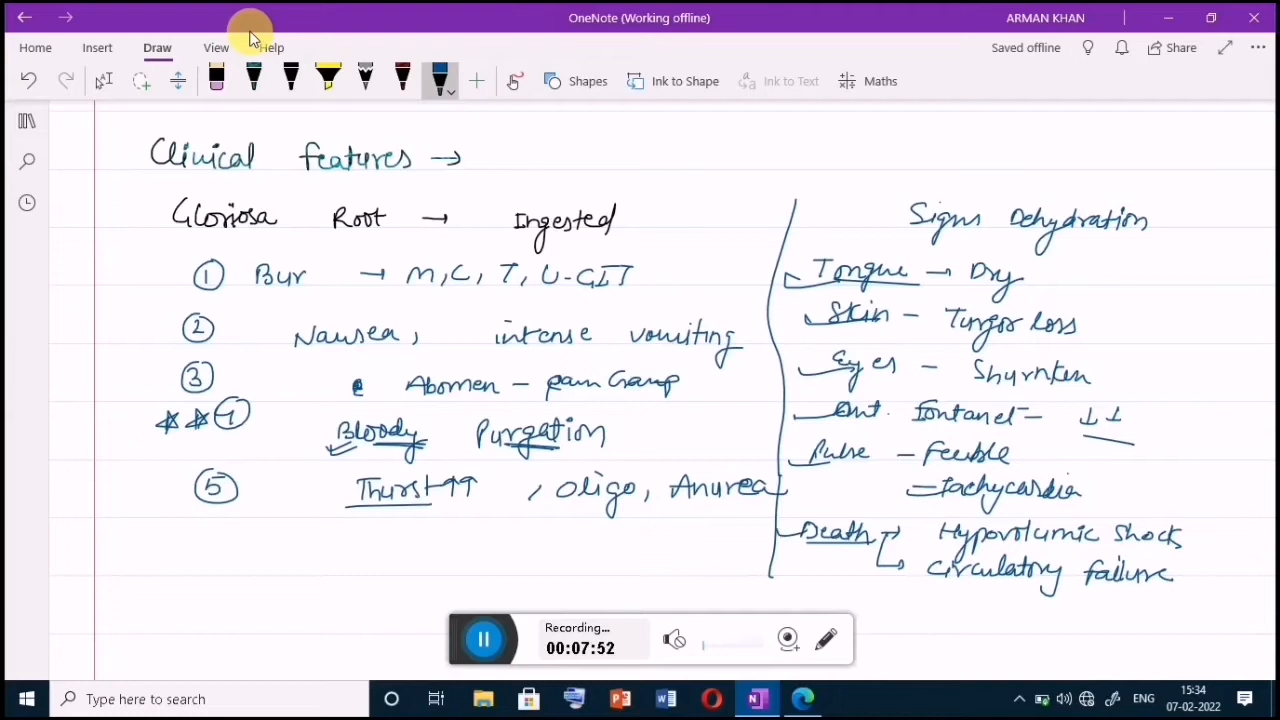 OneNote (Working offline)
ARMAN KHAN
Home Insert Draw View Help
Saved offline
Share
Shapes
Ink to Shape
Ink to Text
Maths
Clinical features →
Gloriosa Root → Ingested
① Bur → M, C, T, U-GIT
② Nausea, intense vomiting
③ Abomen - pain Cramp
Bloody Purgation
⑤ Thurst↑↑, Oligo, Anurea
Signs Dehydration
Tongue → Dry
Skin - Turgor loss
Eyes - Shurnken
Ant. Fontanel - ↓↓
Pulse - Feeble
- Tachycardia
Death → Hypovolumic Shock
→ circulatory failure
Recording...
00:07:52
Type here to search
ENG
15:34
07-02-2022